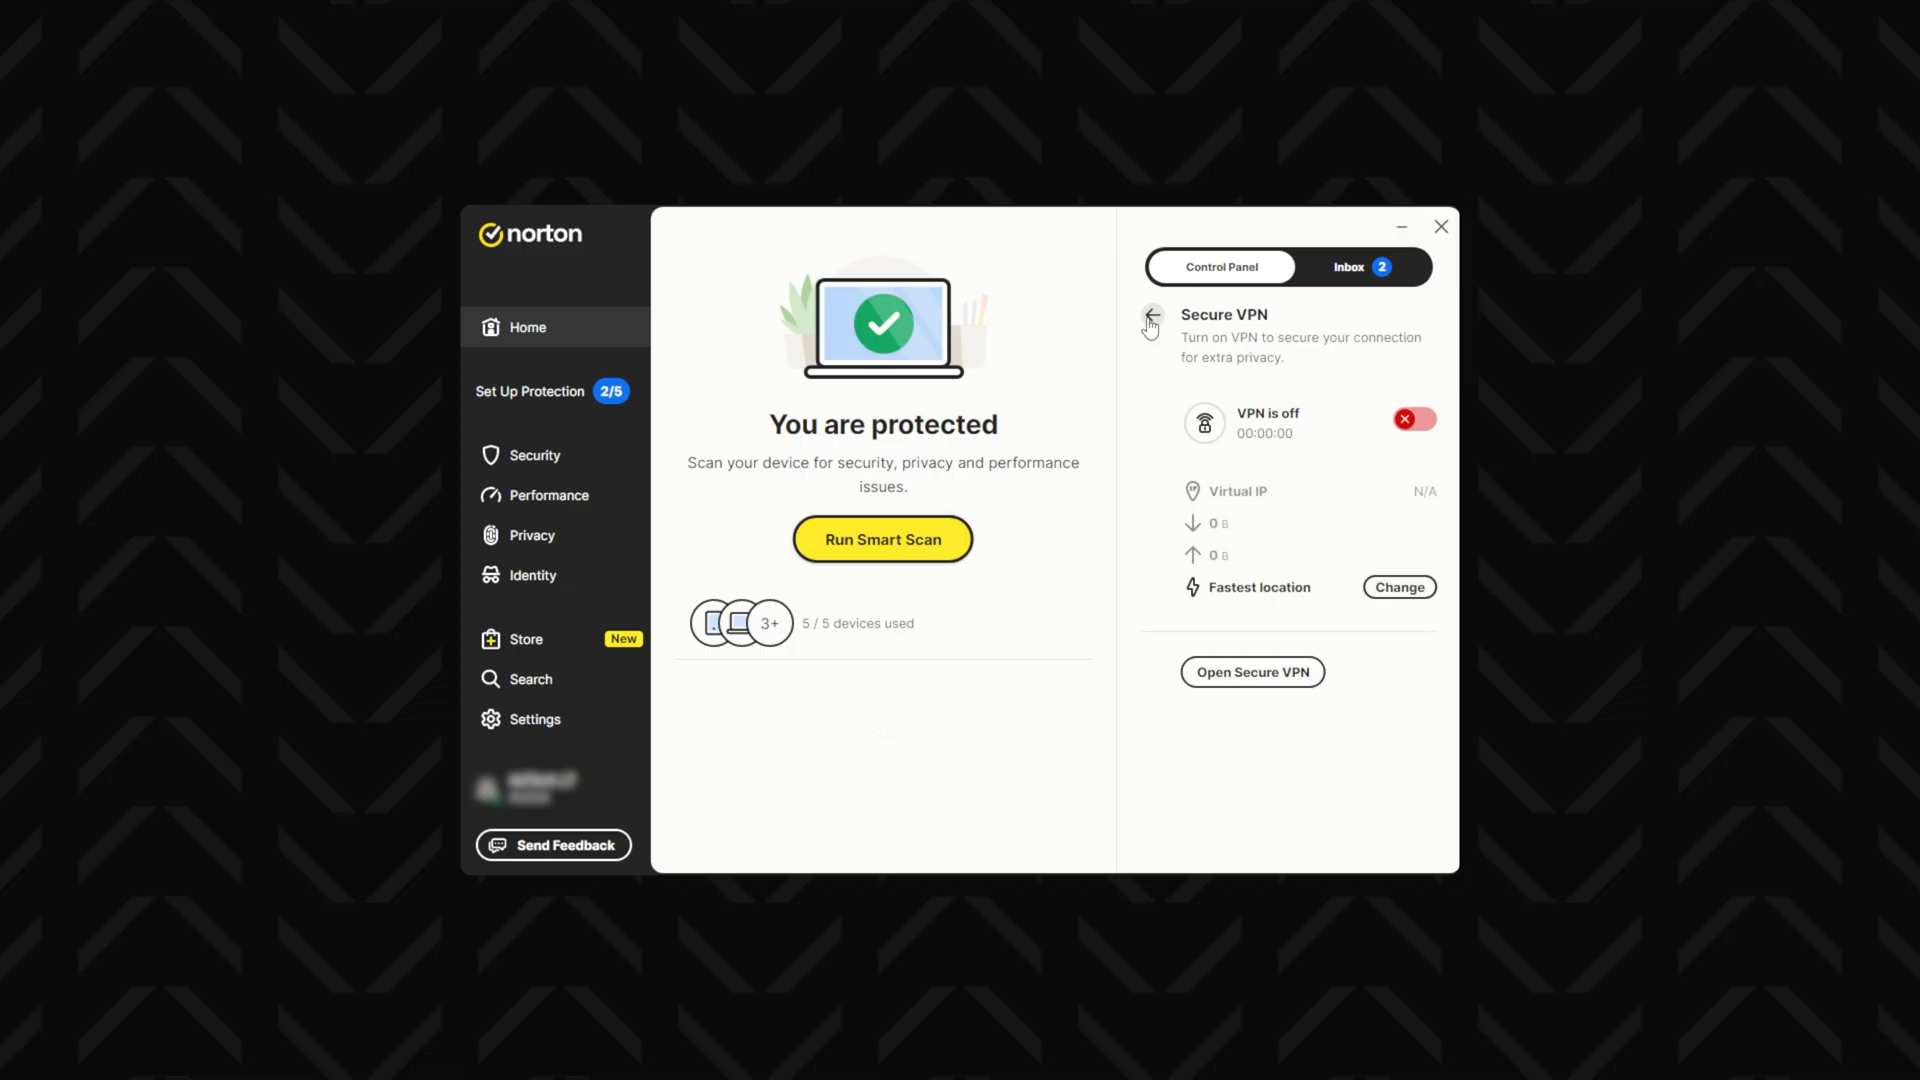 norton
Home
Set Up Protection 2/5
Security
Performance
Privacy
Identity
Store New
Search
Settings
Send Feedback
You are protected
Scan your device for security, privacy and performance
issues.
Run Smart Scan
3+ 5 / 5 devices used
Control Panel Inbox 2
Secure VPN
Turn on VPN to secure your connection
for extra privacy.
VPN is off
00:00:00
IP Virtual IP N/A
0 B
0 B
Fastest location Change
Open Secure VPN